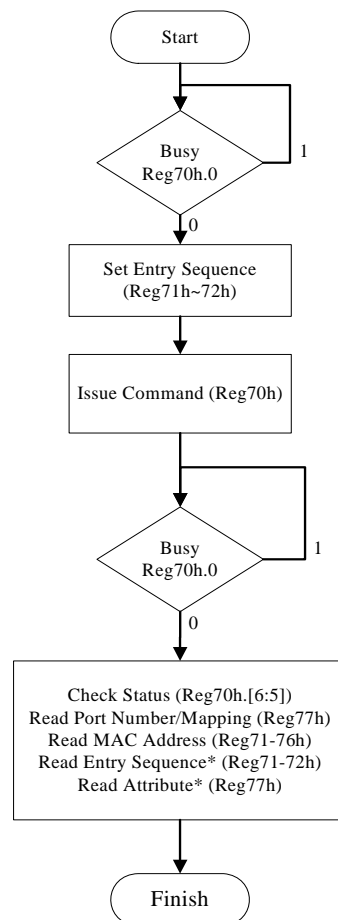 Start
Busy
Reg70h.0
1
0
Set Entry Sequence
(Reg71h~72h)
Issue Command (Reg70h)
Busy
Reg70h.0
1
0
Check Status (Reg70h.[6:5])
Read Port Number/Mapping (Reg77h)
Read MAC Address (Reg71-76h)
Read Entry Sequence* (Reg71-72h)
Read Attribute* (Reg77h)
Finish